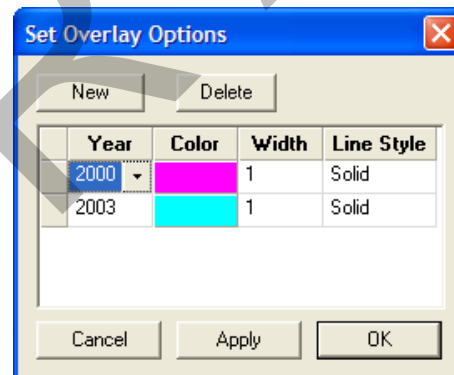 Set Overlay Options
New Delete
Year Color Width Line Style
2000 1 Solid
2003 1 Solid
Cancel Apply OK